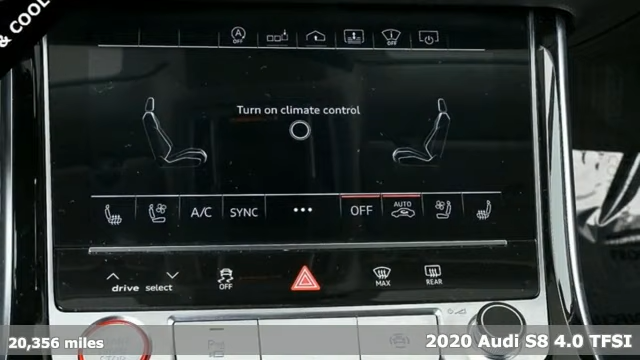 & COOL
A
OFF
OFF
Turn on climate control
A/C SYNC ••• OFF AUTO
drive select OFF MAX REAR
20,356 miles
2020 Audi S8 4.0 TFSI